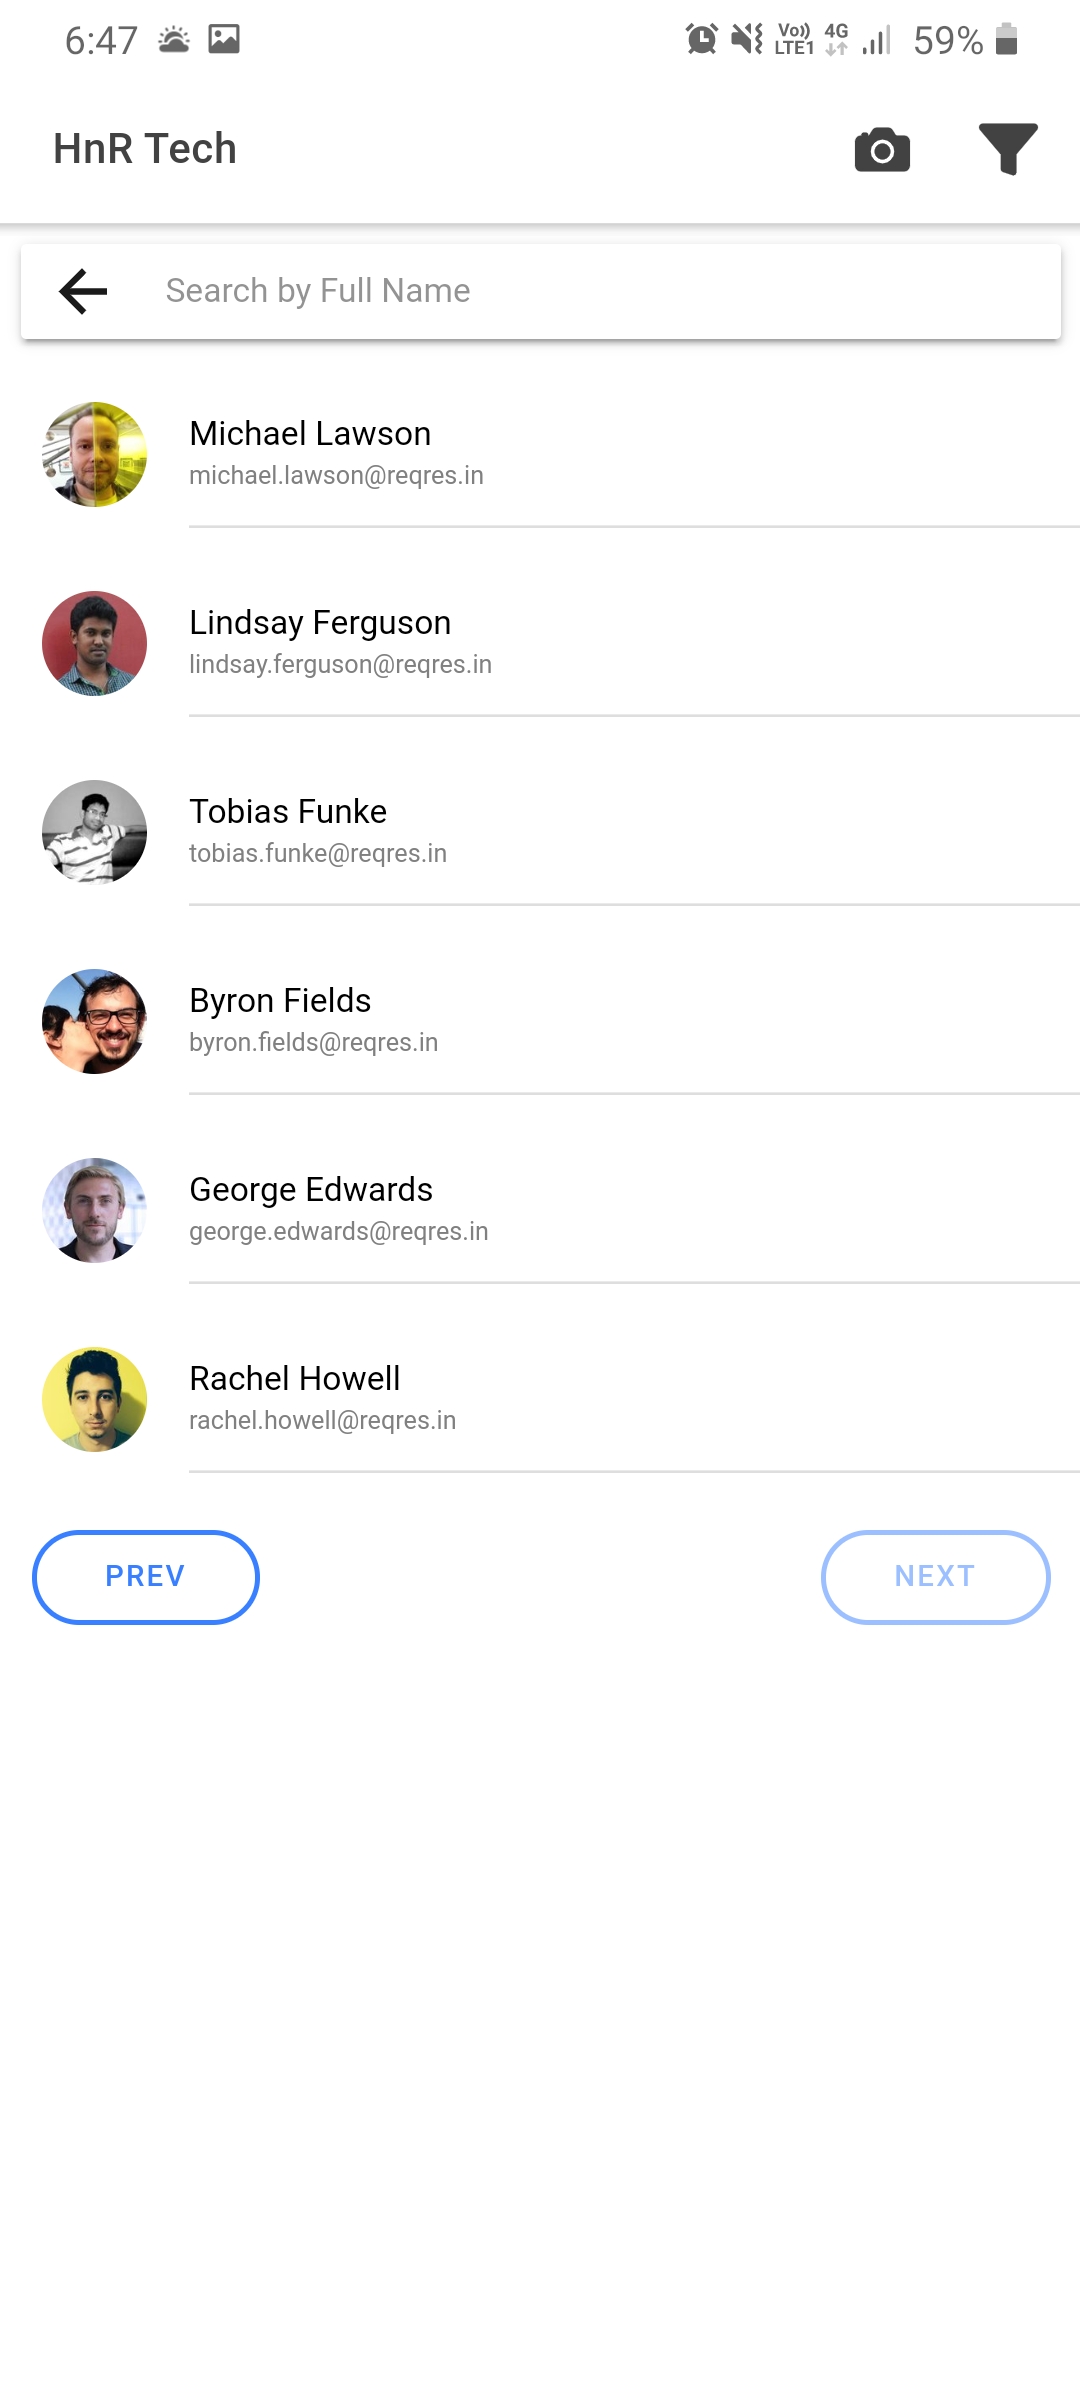 6:47
Vo)) LTE1 4G 59%
HnR Tech
Search by Full Name
Michael Lawson
michael.lawson@reqres.in
Lindsay Ferguson
lindsay.ferguson@reqres.in
Tobias Funke
tobias.funke@reqres.in
Byron Fields
byron.fields@reqres.in
George Edwards
george.edwards@reqres.in
Rachel Howell
rachel.howell@reqres.in
PREV
NEXT